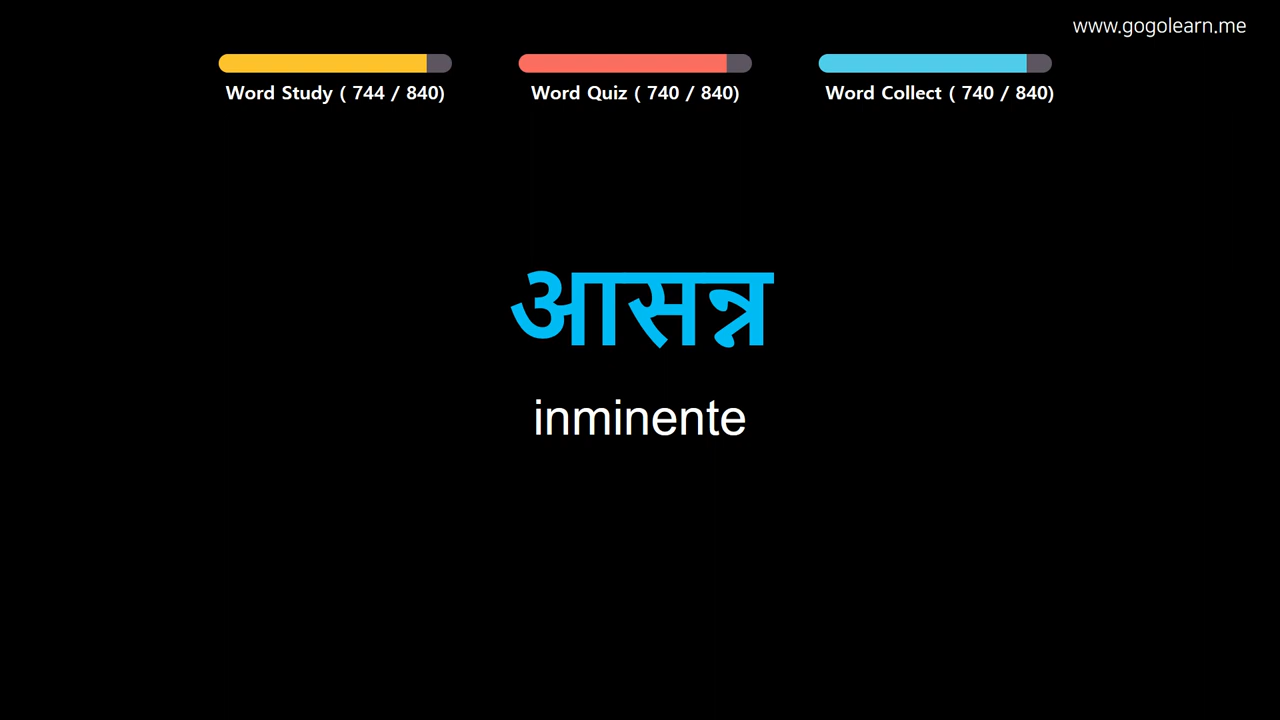 www.gogolearn.me
Word Study ( 744 / 840)
Word Quiz ( 740 / 840)
Word Collect ( 740 / 840)
आसन्न
inminente